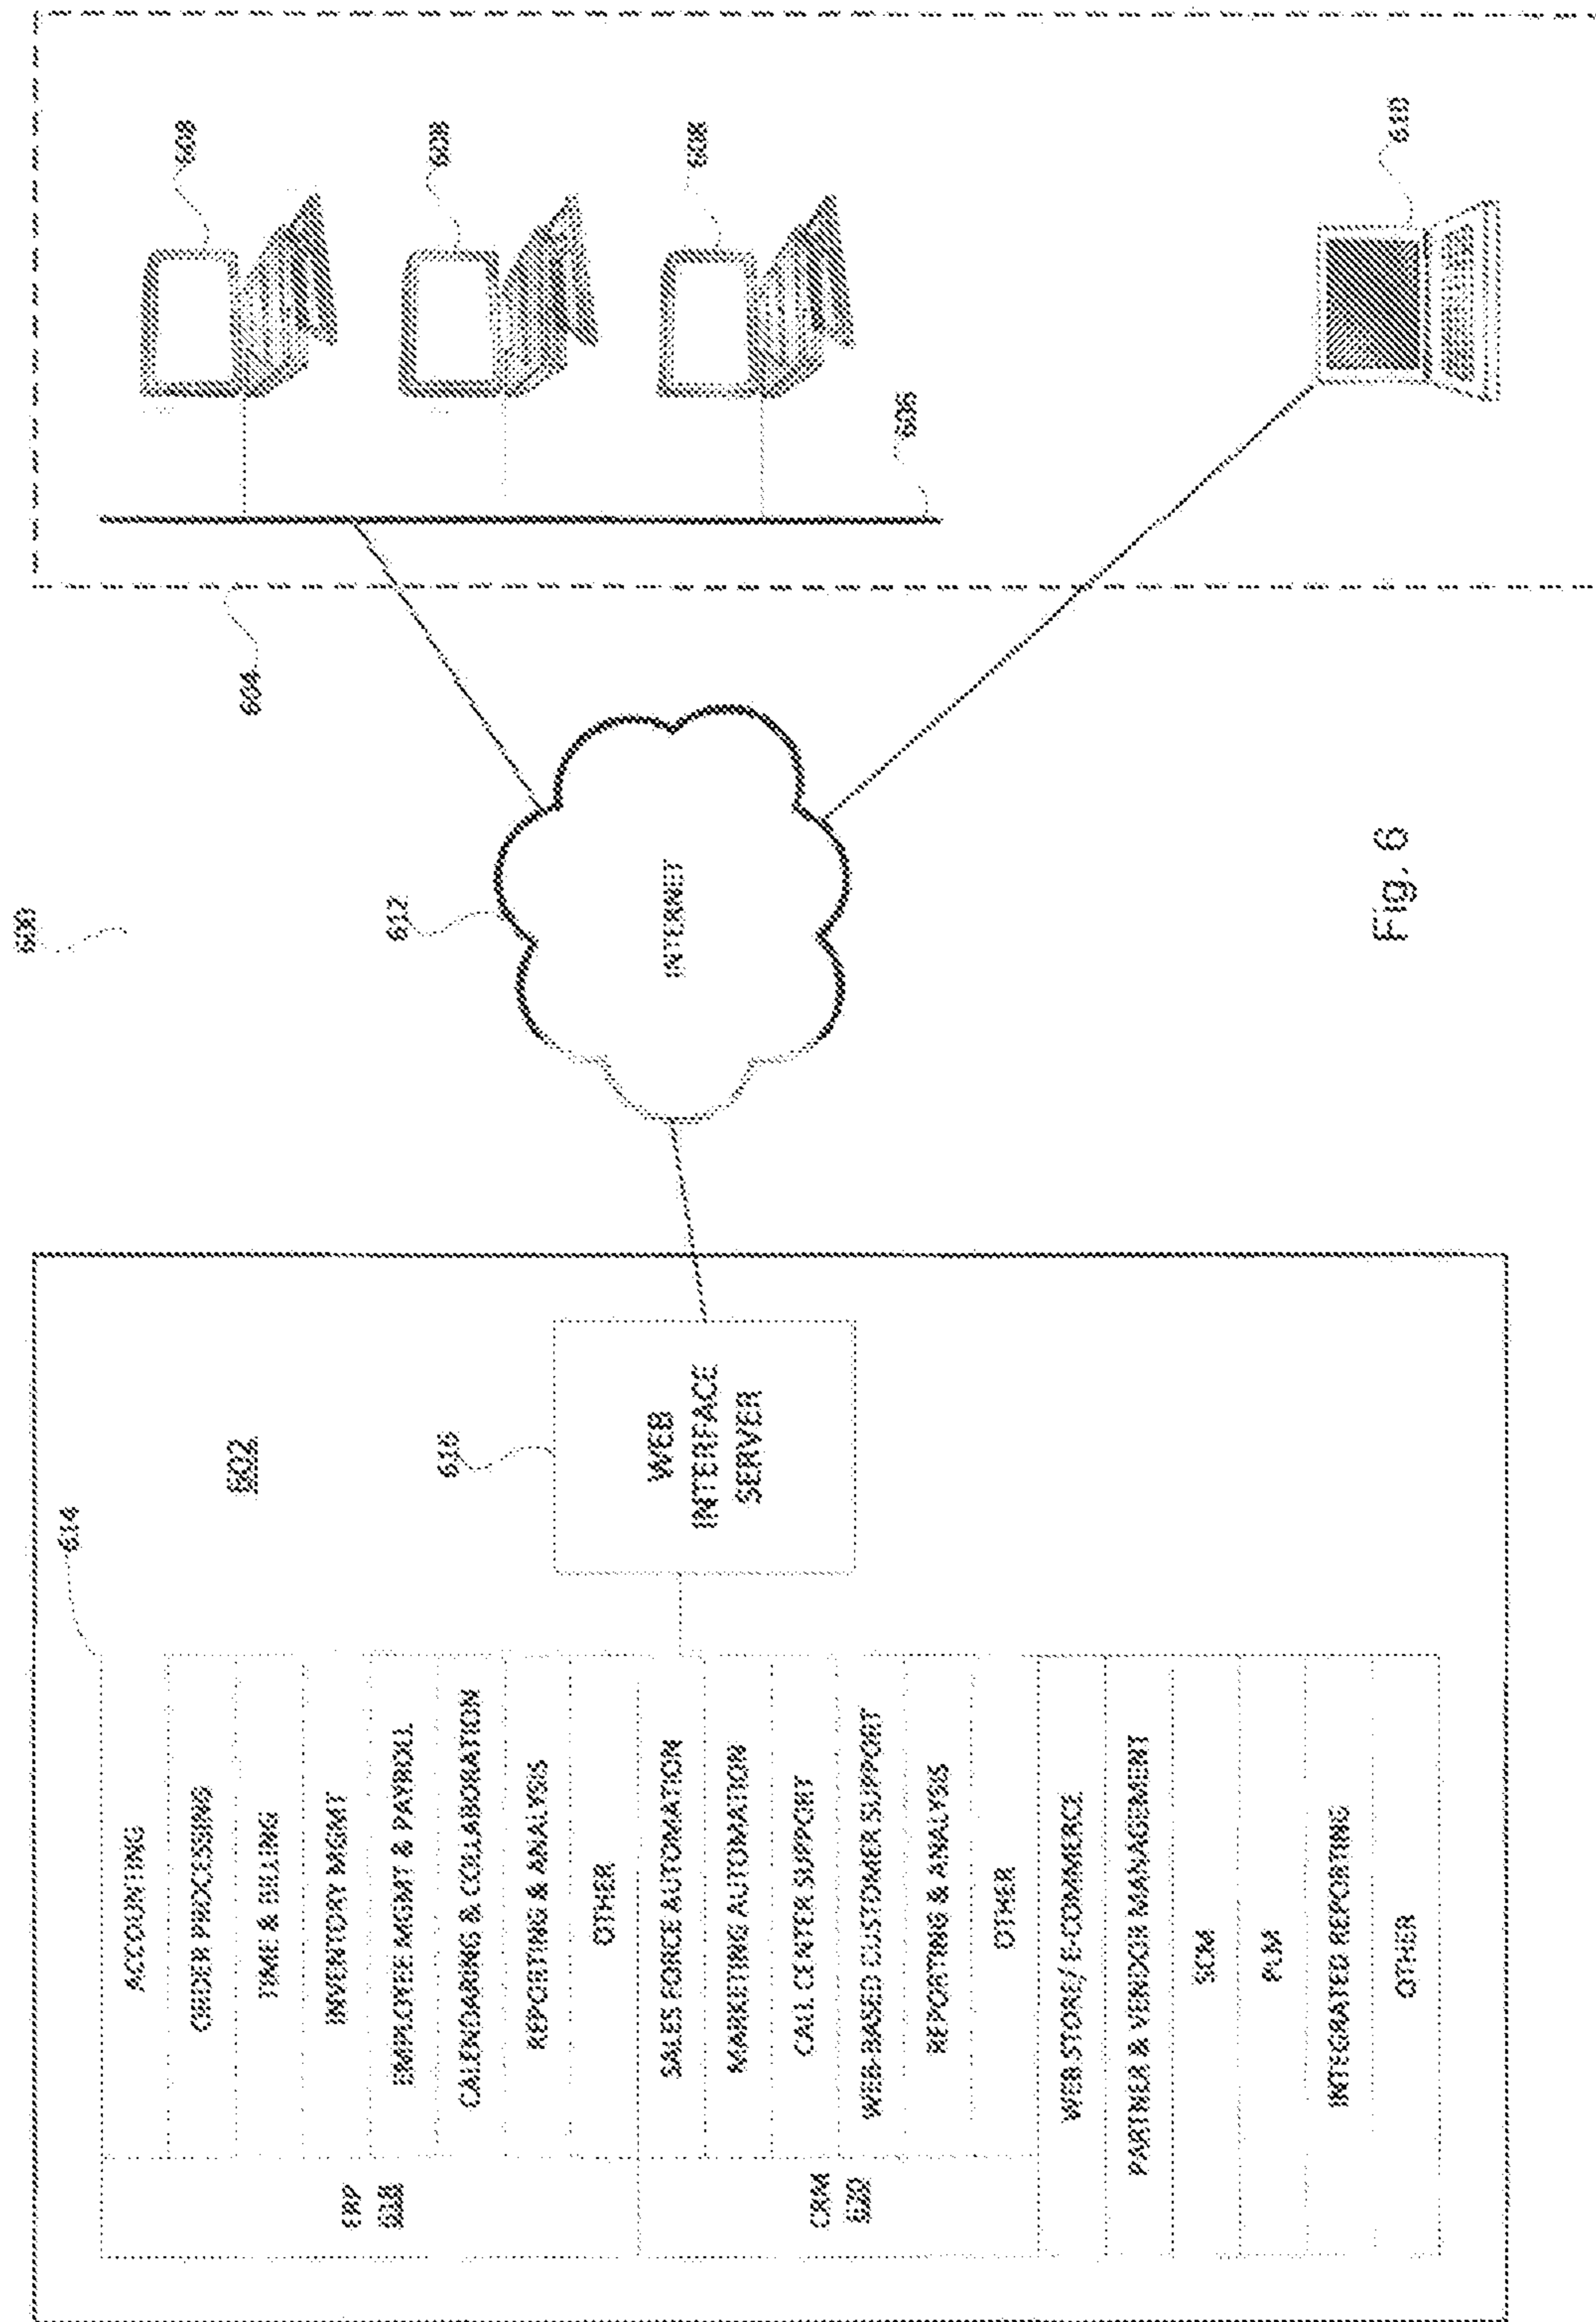 600
602
614
ERP
618
ACCOUNTING
ORDER PROCESSING
TIME & BILLING
INVENTORY MGMT
EMPLOYEE MGMT & PAYROLL
CALENDARING & COLLABORATION
REPORTING & ANALYSIS
OTHER
CRM
620
SALES FORCE AUTOMATION
MARKETING AUTOMATION
CALL CENTER SUPPORT
WEB-BASED CUSTOMER SUPPORT
REPORTING & ANALYSIS
OTHER
WEB STORE/ E-COMMERCE
PARTNER & VENDOR MANAGEMENT
SCM
PLM
INTEGRATED REPORTING
OTHER
616
WEB
INTERFACE
SERVER
612
INTERNET
604
608
608
608
606
610
Fig. 6